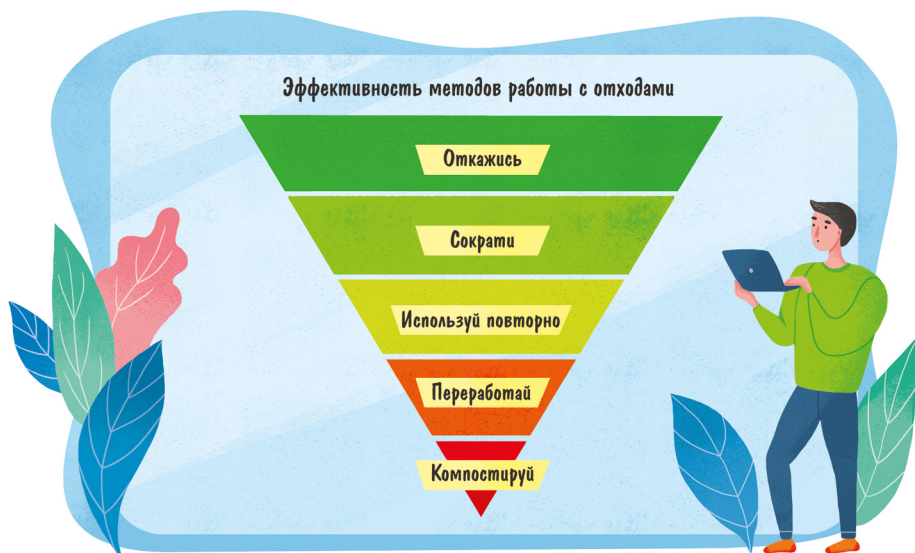 Эффективность методов работы с отходами
Откажись
Сократи
Используй повторно
Переработай
Компостируй